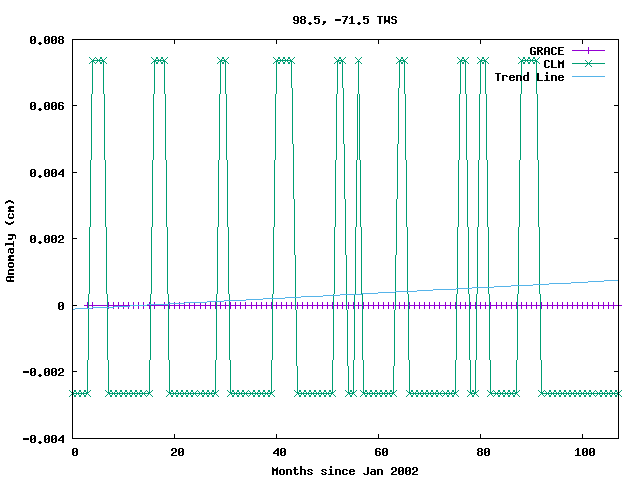 98.5, -71.5 TWS
GRACE
CLM
Trend Line
0.008
0.006
0.004
0.002
0
-0.002
-0.004
Anomaly (cm)
0 20 40 60 80 100
Months since Jan 2002